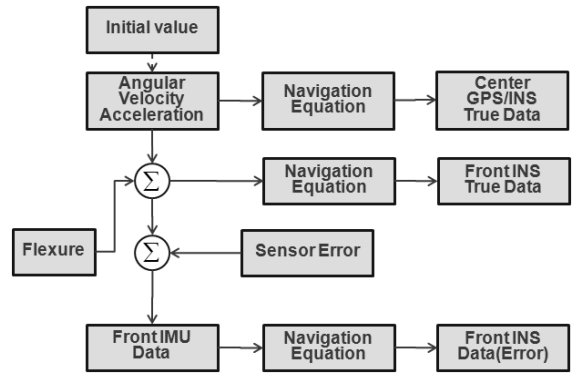 Initial value
Angular
Velocity
Acceleration
Navigation
Equation
Center
GPS/INS
True Data
Σ
Navigation
Equation
Front INS
True Data
Flexure
Σ
Sensor Error
Front IMU
Data
Navigation
Equation
Front INS
Data(Error)